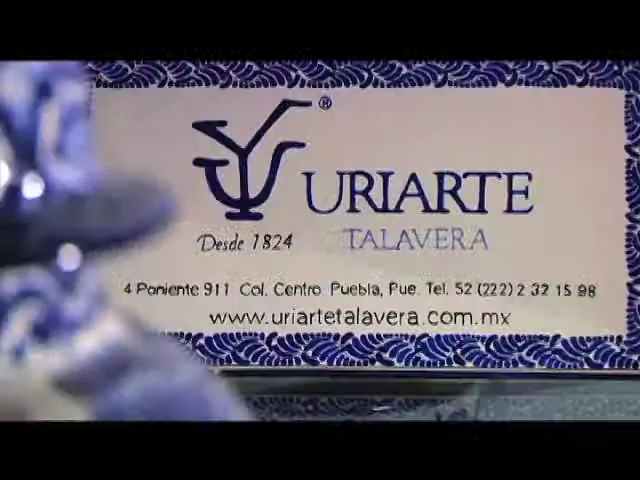 ®
URIARTE
Desde 1824 TALAVERA
4 Poniente 911 Col. Centro Puebla, Pue. Tel. 52 (222) 2 32 15 98
www.uriartetalavera.com.mx